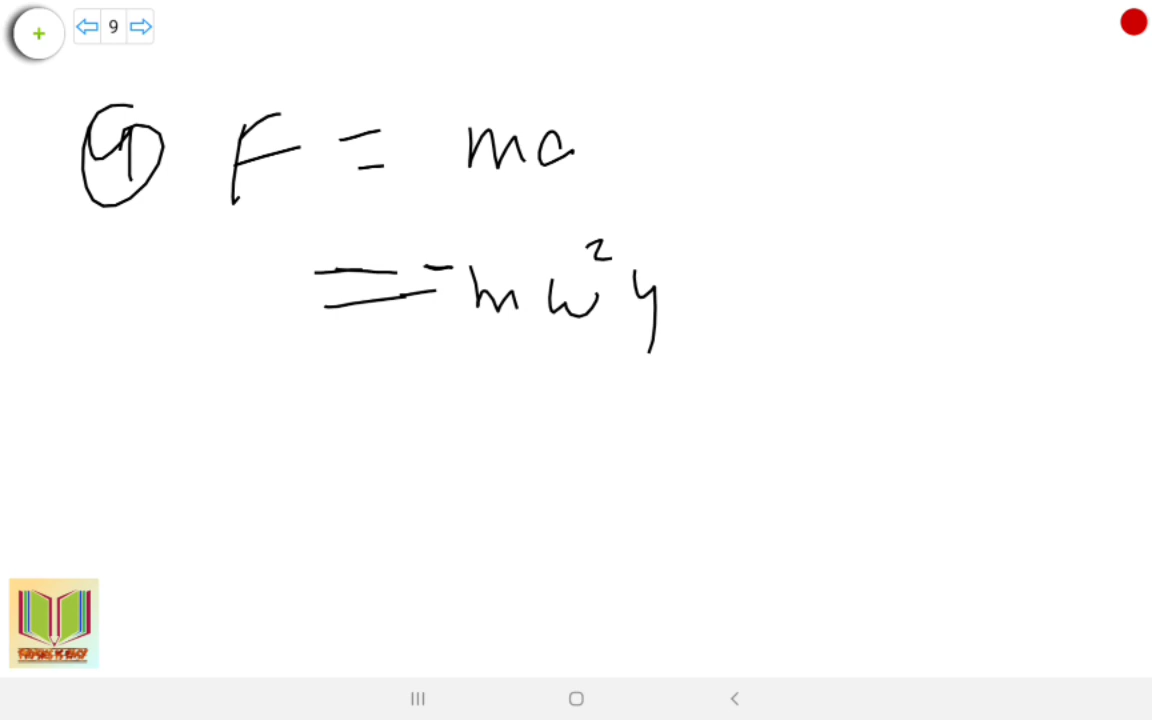 9
④ F = ma
= -mω²y